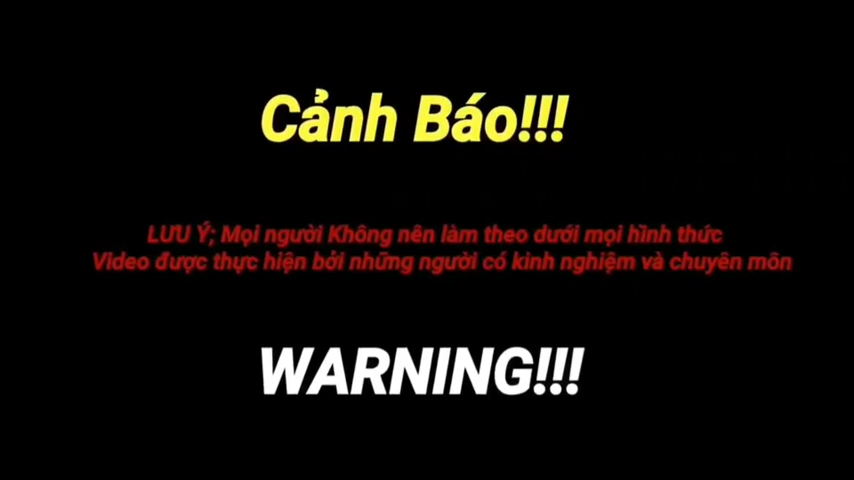 Cảnh Báo!!!
LƯU Ý; Mọi người Không nên làm theo dưới mọi hình thức
Video được thực hiện bởi những người có kinh nghiệm và chuyên môn
WARNING!!!